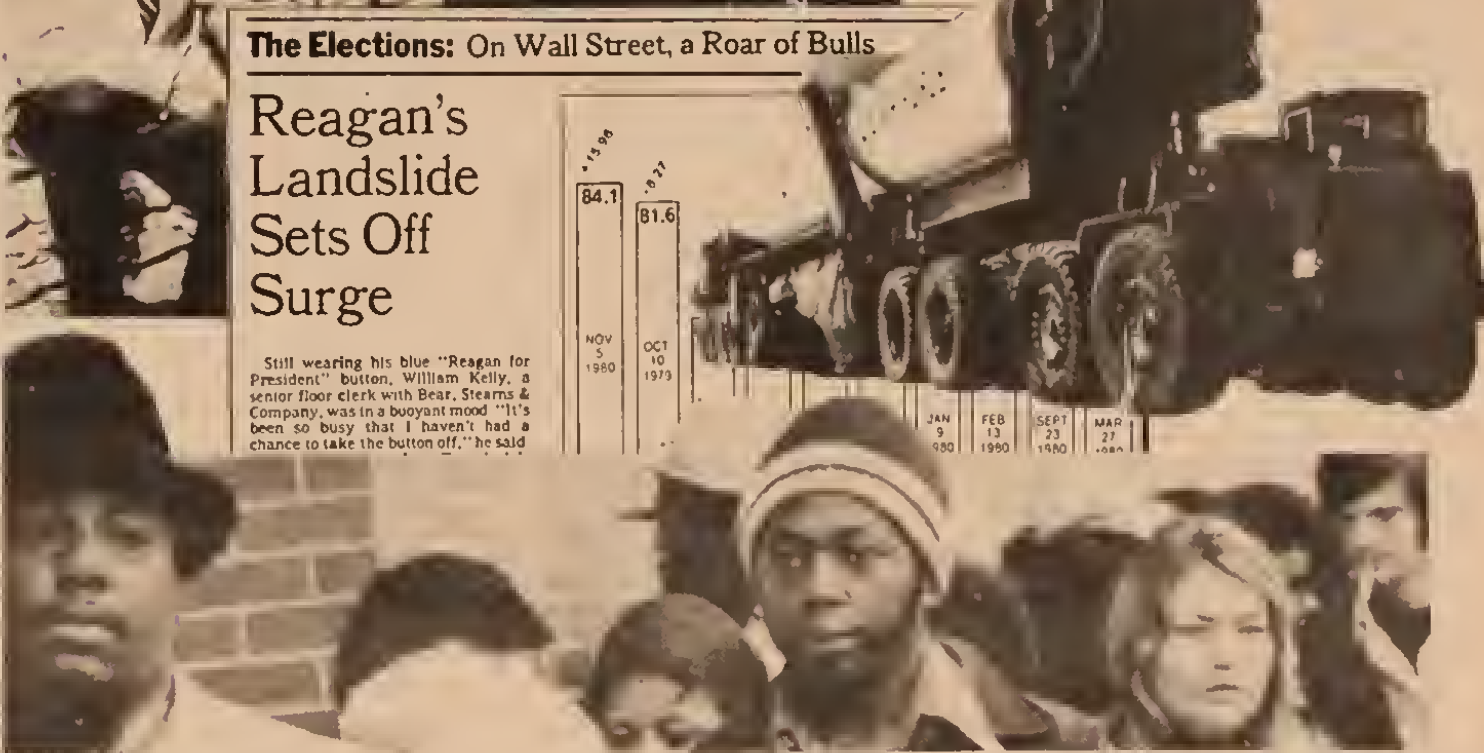 The Elections: On Wall Street, a Roar of Bulls
Reagan's
Landslide
Sets Off
Surge
Still wearing his blue "Reagan for
President" button, William Kelly, a
senior floor clerk with Bear, Stearns &
Company, was in a buoyant mood "It's
been so busy that I haven't had a
chance to take the button off," he said
84.1
NOV
5
1980
81.6
OCT
10
1979
JAN
9
980
FEB
13
1980
SEPT
23
1980
MAR
27